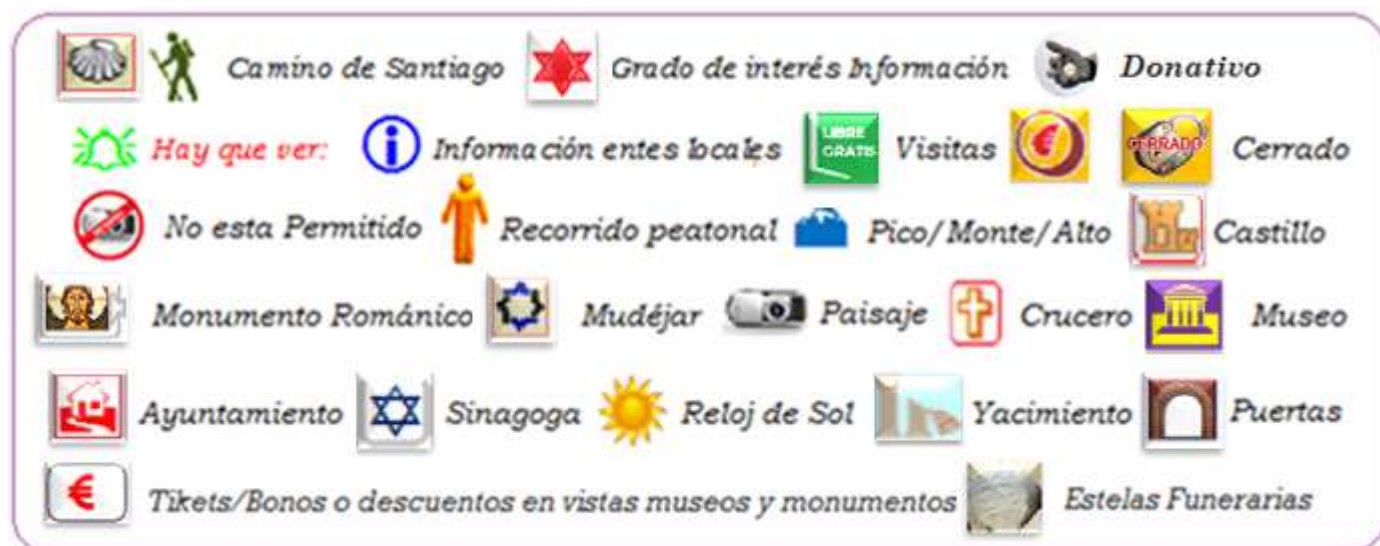 Camino de Santiago Grado de interés Información Donativo
Hay que ver: i Información entes locales LIBRE GRATIS Visitas € CERRADO Cerrado
No esta Permitido Recorrido peatonal Pico/Monte/Alto Castillo
Monumento Románico Mudéjar Paisaje Crucero Museo
Ayuntamiento Sinagoga Reloj de Sol Yacimiento Puertas
€ Tikets/Bonos o descuentos en vistas museos y monumentos Estelas Funerarias